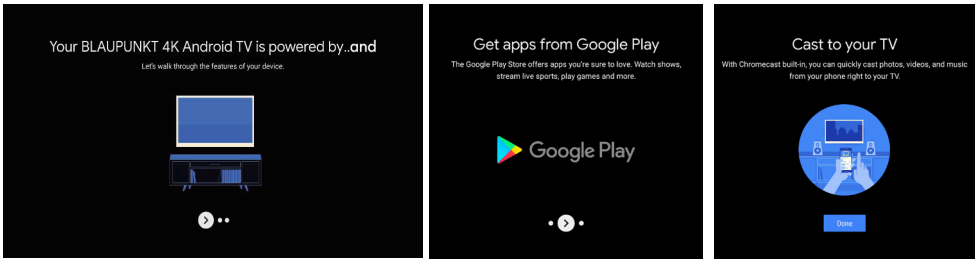 Your BLAUPUNKT 4K Android TV is powered by..and
Let's walk through the features of your device.
Get apps from Google Play
The Google Play Store offers apps you're sure to love. Watch shows,
stream live sports, play games and more.
Google Play
Cast to your TV
With Chromecast built-in, you can quickly cast photos, videos, and music
from your phone right to your TV.
Done